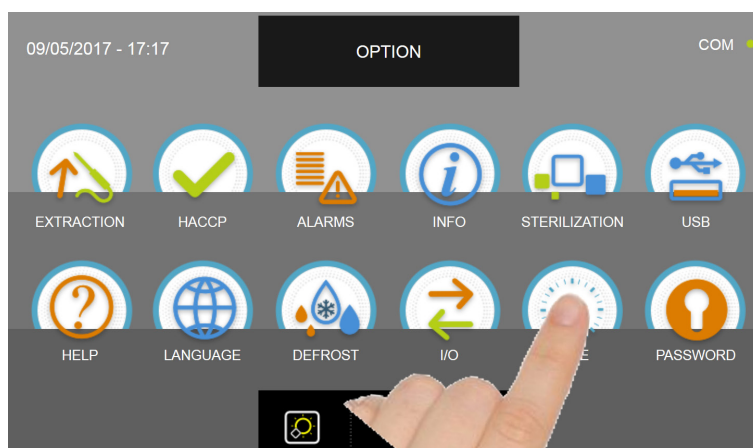 09/05/2017 - 17:17
OPTION
COM
EXTRACTION
HACCP
ALARMS
INFO
STERILIZATION
USB
HELP
LANGUAGE
DEFROST
I/O
PASSWORD